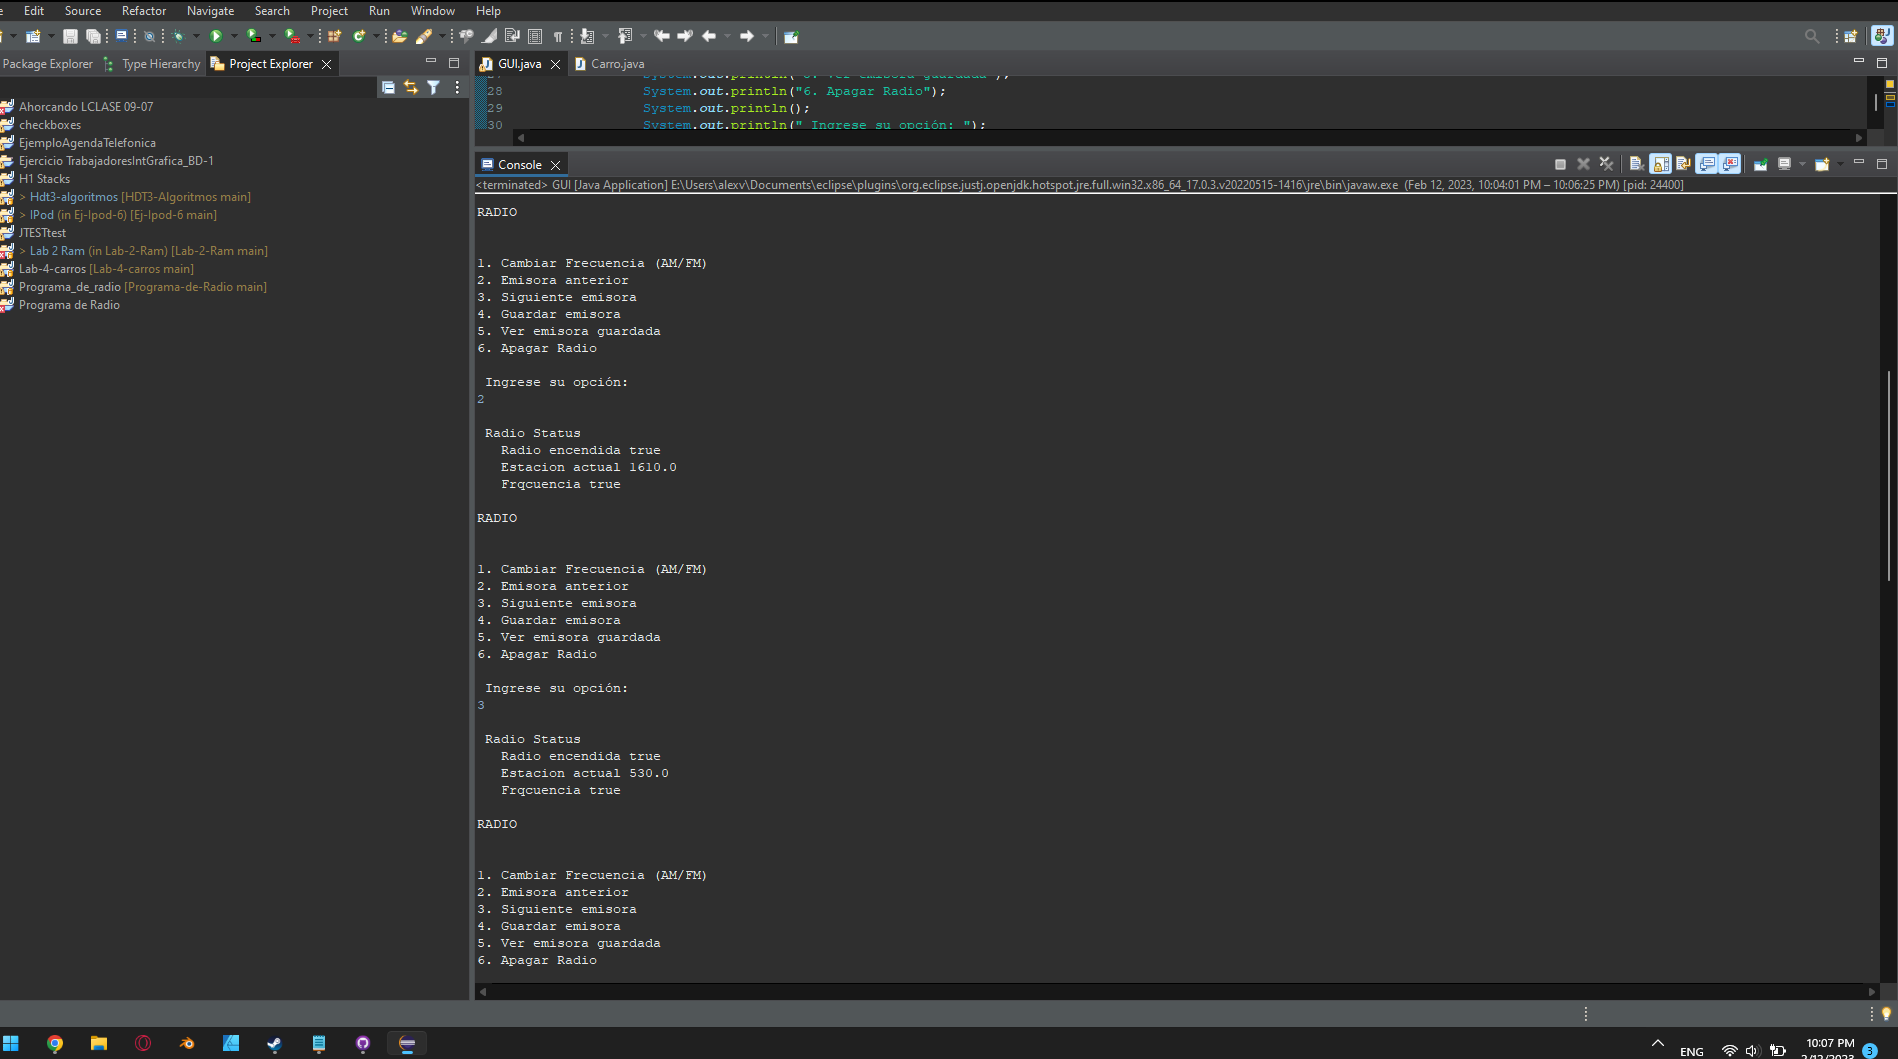 Edit Source Refactor Navigate Search Project Run Window Help
Package Explorer Type Hierarchy Project Explorer
GUI.java Carro.java
Ahorcando LCLASE 09-07
checkboxes
EjemploAgendaTelefonica
Ejercicio TrabajadoresIntGrafica_BD-1
H1 Stacks
> Hdt3-algoritmos [HDT3-Algoritmos main]
> IPod (in Ej-Ipod-6) [Ej-Ipod-6 main]
JTESTtest
> Lab 2 Ram (in Lab-2-Ram) [Lab-2-Ram main]
Lab-4-carros [Lab-4-carros main]
Programa_de_radio [Programa-de-Radio main]
Programa de Radio
28 System.out.println("6. Apagar Radio");
29 System.out.println();
30 System.out.println(" Ingrese su opción: ");
Console
<terminated> GUI [Java Application] E:\Users\alexv\Documents\eclipse\plugins\org.eclipse.justj.openjdk.hotspot.jre.full.win32.x86_64_17.0.3.v20220515-1416\jre\bin\javaw.exe (Feb 12, 2023, 10:04:01 PM – 10:06:25 PM) [pid: 24400]
RADIO
1. Cambiar Frecuencia (AM/FM)
2. Emisora anterior
3. Siguiente emisora
4. Guardar emisora
5. Ver emisora guardada
6. Apagar Radio
Ingrese su opción:
2
Radio Status
Radio encendida true
Estacion actual 1610.0
Frqcuencia true
RADIO
1. Cambiar Frecuencia (AM/FM)
2. Emisora anterior
3. Siguiente emisora
4. Guardar emisora
5. Ver emisora guardada
6. Apagar Radio
Ingrese su opción:
3
Radio Status
Radio encendida true
Estacion actual 530.0
Frqcuencia true
RADIO
1. Cambiar Frecuencia (AM/FM)
2. Emisora anterior
3. Siguiente emisora
4. Guardar emisora
5. Ver emisora guardada
6. Apagar Radio
ENG
10:07 PM
3